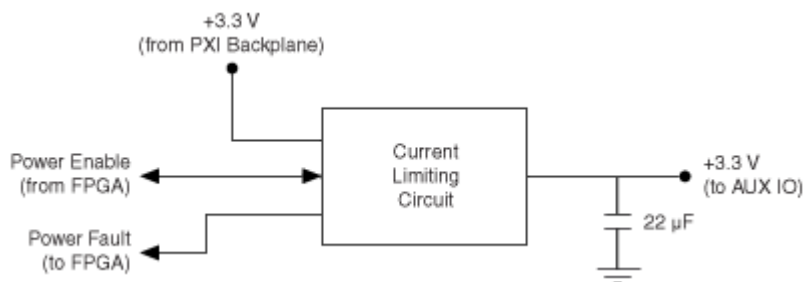 +3.3 V
(from PXI Backplane)
Power Enable
(from FPGA)
Power Fault
(to FPGA)
Current
Limiting
Circuit
+3.3 V
(to AUX IO)
22 µF